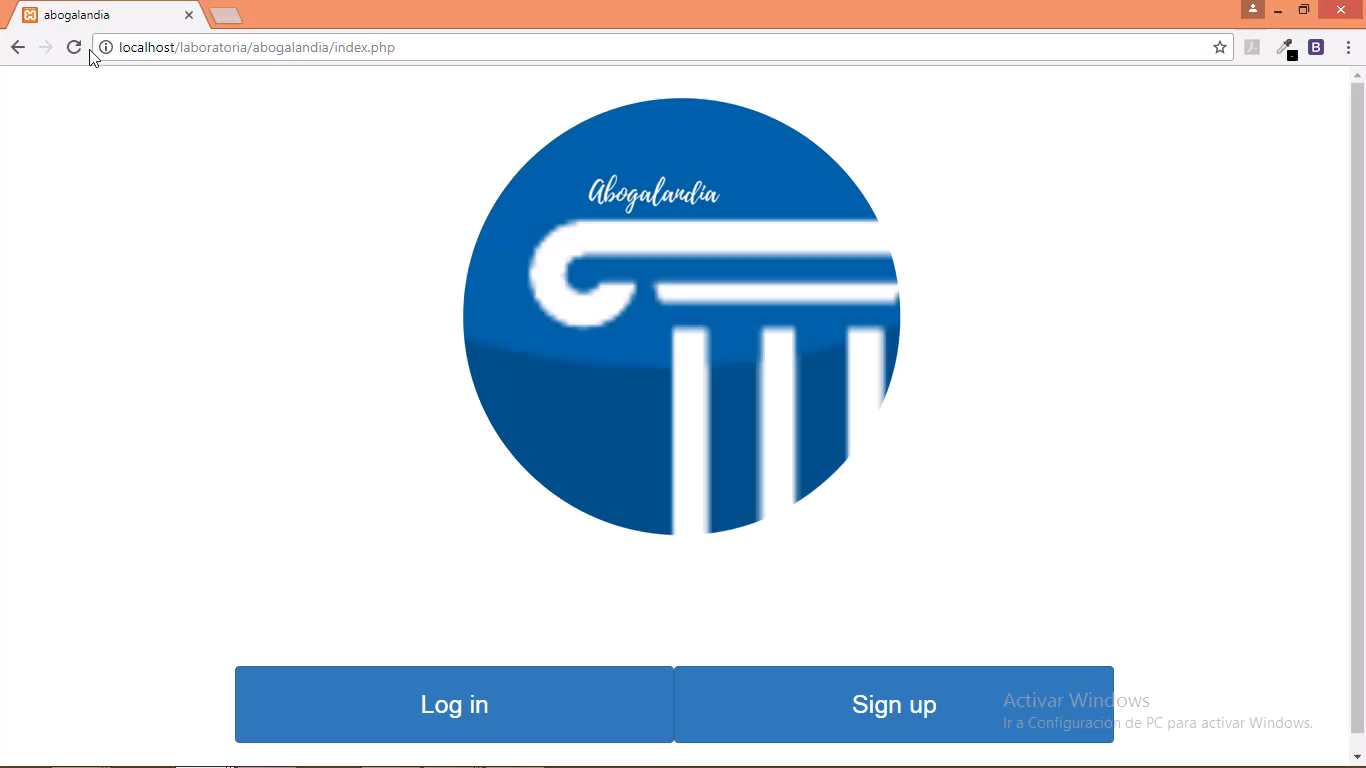 abogalandia
localhost/laboratoria/abogalandia/index.php
B
Abogalandia
Log in
Sign up
Activar Windows
Ir a Configuración de PC para activar Windows.